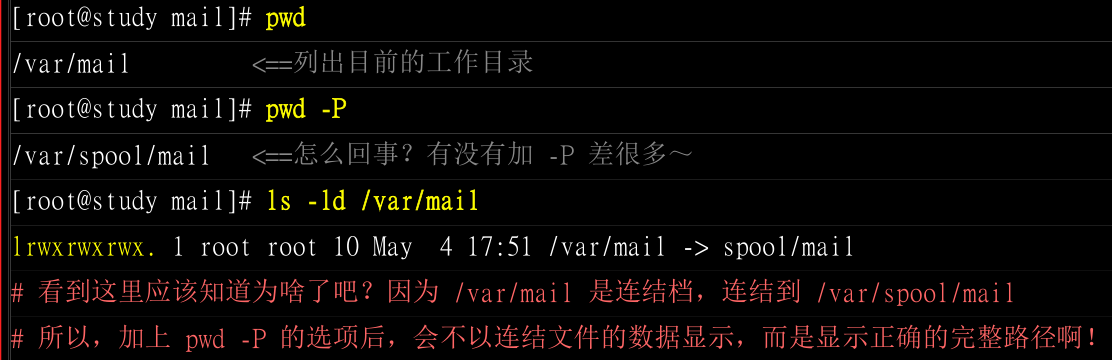 [root@study mail]# pwd
/var/mail <==列出目前的工作目录
[root@study mail]# pwd -P
/var/spool/mail <==怎么回事？有没有加 -P 差很多～
[root@study mail]# ls -ld /var/mail
lrwxrwxrwx. 1 root root 10 May  4 17:51 /var/mail -> spool/mail
# 看到这里应该知道为啥了吧？因为 /var/mail 是连结档，连结到 /var/spool/mail
# 所以，加上 pwd -P 的选项后，会不以连结文件的数据显示，而是显示正确的完整路径啊！